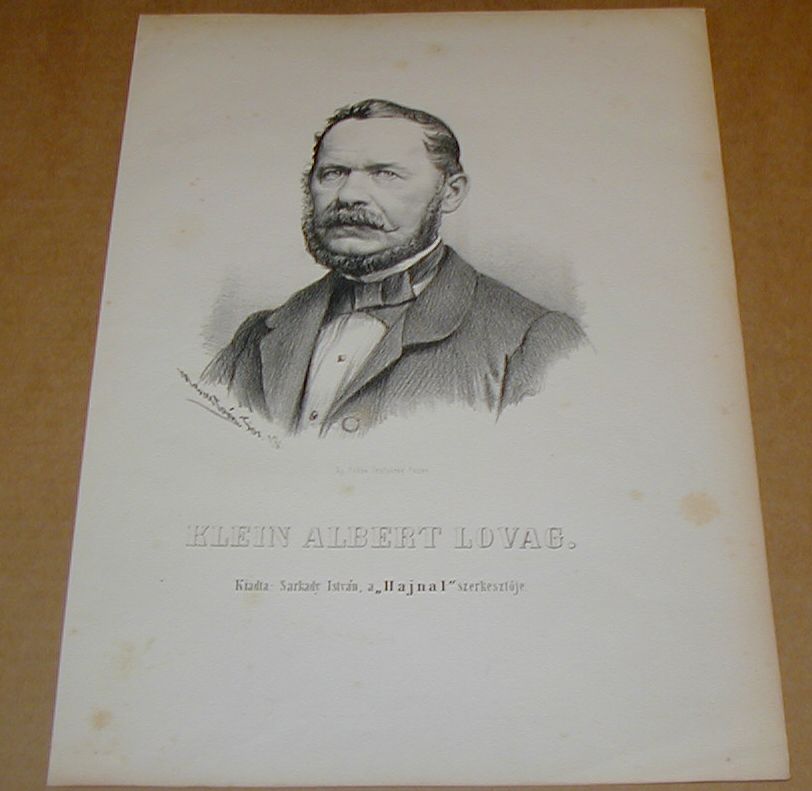 KLEIN ALBERT LOVAG.
Kiadta: Sarkady István, a „Hajnal“ szerkesztője